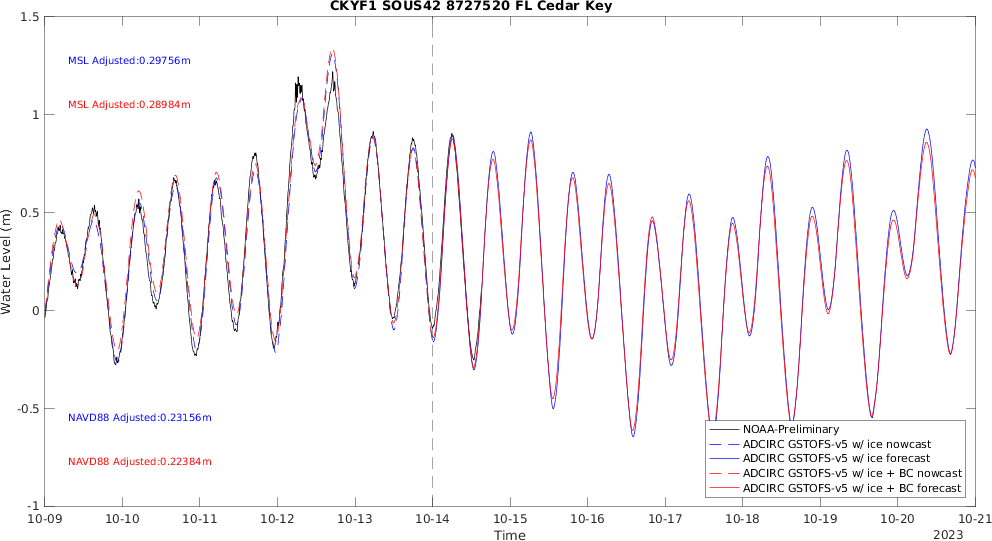 CKYF1 SOUS42 8727520 FL Cedar Key
1.5
1
0.5
0
-0.5
-1
Water Level (m)
MSL Adjusted:0.29756m
MSL Adjusted:0.28984m
NAVD88 Adjusted:0.23156m
NAVD88 Adjusted:0.22384m
NOAA-Preliminary
ADCIRC GSTOFS-v5 w/ ice nowcast
ADCIRC GSTOFS-v5 w/ ice forecast
ADCIRC GSTOFS-v5 w/ ice + BC nowcast
ADCIRC GSTOFS-v5 w/ ice + BC forecast
10-09 10-10 10-11 10-12 10-13 10-14 10-15 10-16 10-17 10-18 10-19 10-20 10-21
Time
2023